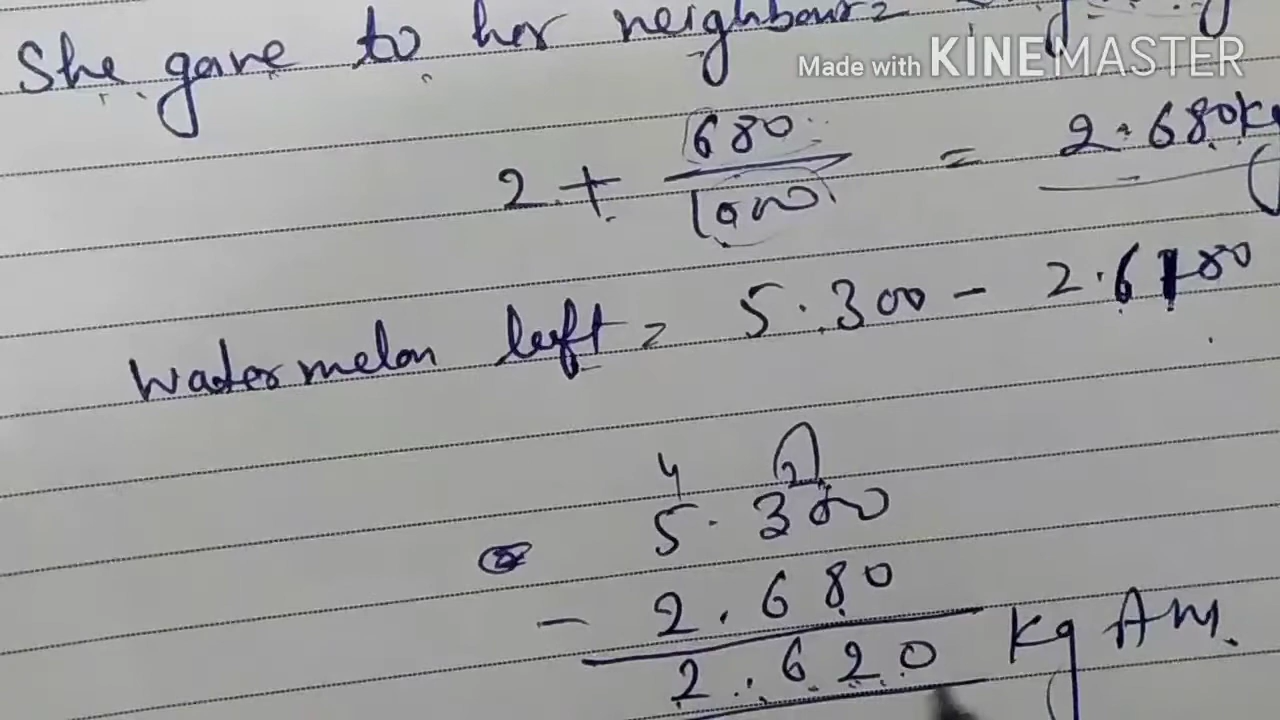 She gave to her neighbour =
Made with KINEMASTER
2 + 680/1000 = 2.680kg
Watermelon left = 5.300 - 2.680
4 2
5.300
- 2.680
2.620 kg Ans.